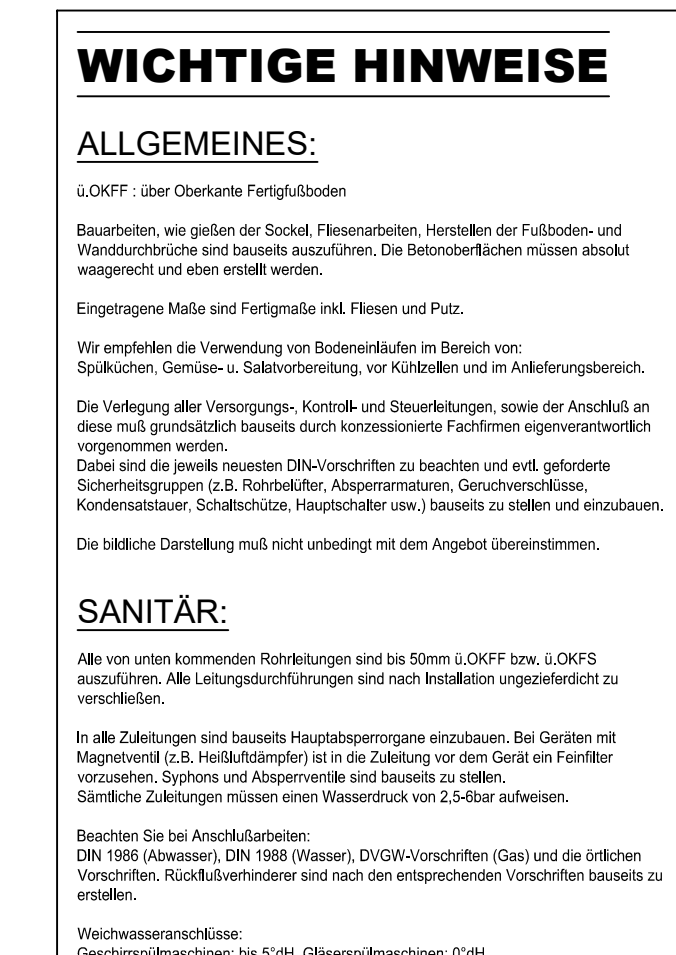 WICHTIGE HINWEISE
ALLGEMEINES:
ü.OKFF : über Oberkante Fertigfußboden
Bauarbeiten, wie gießen der Sockel, Fliesenarbeiten, Herstellen der Fußboden- und
Wanddurchbrüche sind bauseits auszuführen. Die Betonoberflächen müssen absolut
waagerecht und eben erstellt werden.
Eingetragene Maße sind Fertigmaße inkl. Fliesen und Putz.
Wir empfehlen die Verwendung von Bodeneinläufen im Bereich von:
Spülküchen, Gemüse- u. Salatvorbereitung, vor Kühlzellen und im Anlieferungsbereich.
Die Verlegung aller Versorgungs-, Kontroll- und Steuerleitungen, sowie der Anschluß an
diese muß grundsätzlich bauseits durch konzessionierte Fachfirmen eigenverantwortlich
vorgenommen werden.
Dabei sind die jeweils neuesten DIN-Vorschriften zu beachten und evtl. geforderte
Sicherheitsgruppen (z.B. Rohrbelüfter, Absperrarmaturen, Geruchverschlüsse,
Kondensatstauer, Schaltschütze, Hauptschalter usw.) bauseits zu stellen und einzubauen.
Die bildliche Darstellung muß nicht unbedingt mit dem Angebot übereinstimmen.
SANITÄR:
Alle von unten kommenden Rohrleitungen sind bis 50mm ü.OKFF bzw. ü.OKFS
auszuführen. Alle Leitungsdurchführungen sind nach Installation ungezieferdicht zu
verschließen.
In alle Zuleitungen sind bauseits Hauptabsperrorgane einzubauen. Bei Geräten mit
Magnetventil (z.B. Heißluftdämpfer) ist in die Zuleitung vor dem Gerät ein Feinfilter
vorzusehen. Syphons und Absperrventile sind bauseits zu stellen.
Sämtliche Zuleitungen müssen einen Wasserdruck von 2,5-6bar aufweisen.
Beachten Sie bei Anschlußarbeiten:
DIN 1986 (Abwasser), DIN 1988 (Wasser), DVGW-Vorschriften (Gas) und die örtlichen
Vorschriften. Rückflußverhinderer sind nach den entsprechenden Vorschriften bauseits zu
erstellen.
Weichwasseranschlüsse:
Geschirrspülmaschinen: bis 5°dH, Gläserspülmaschinen: 0°dH